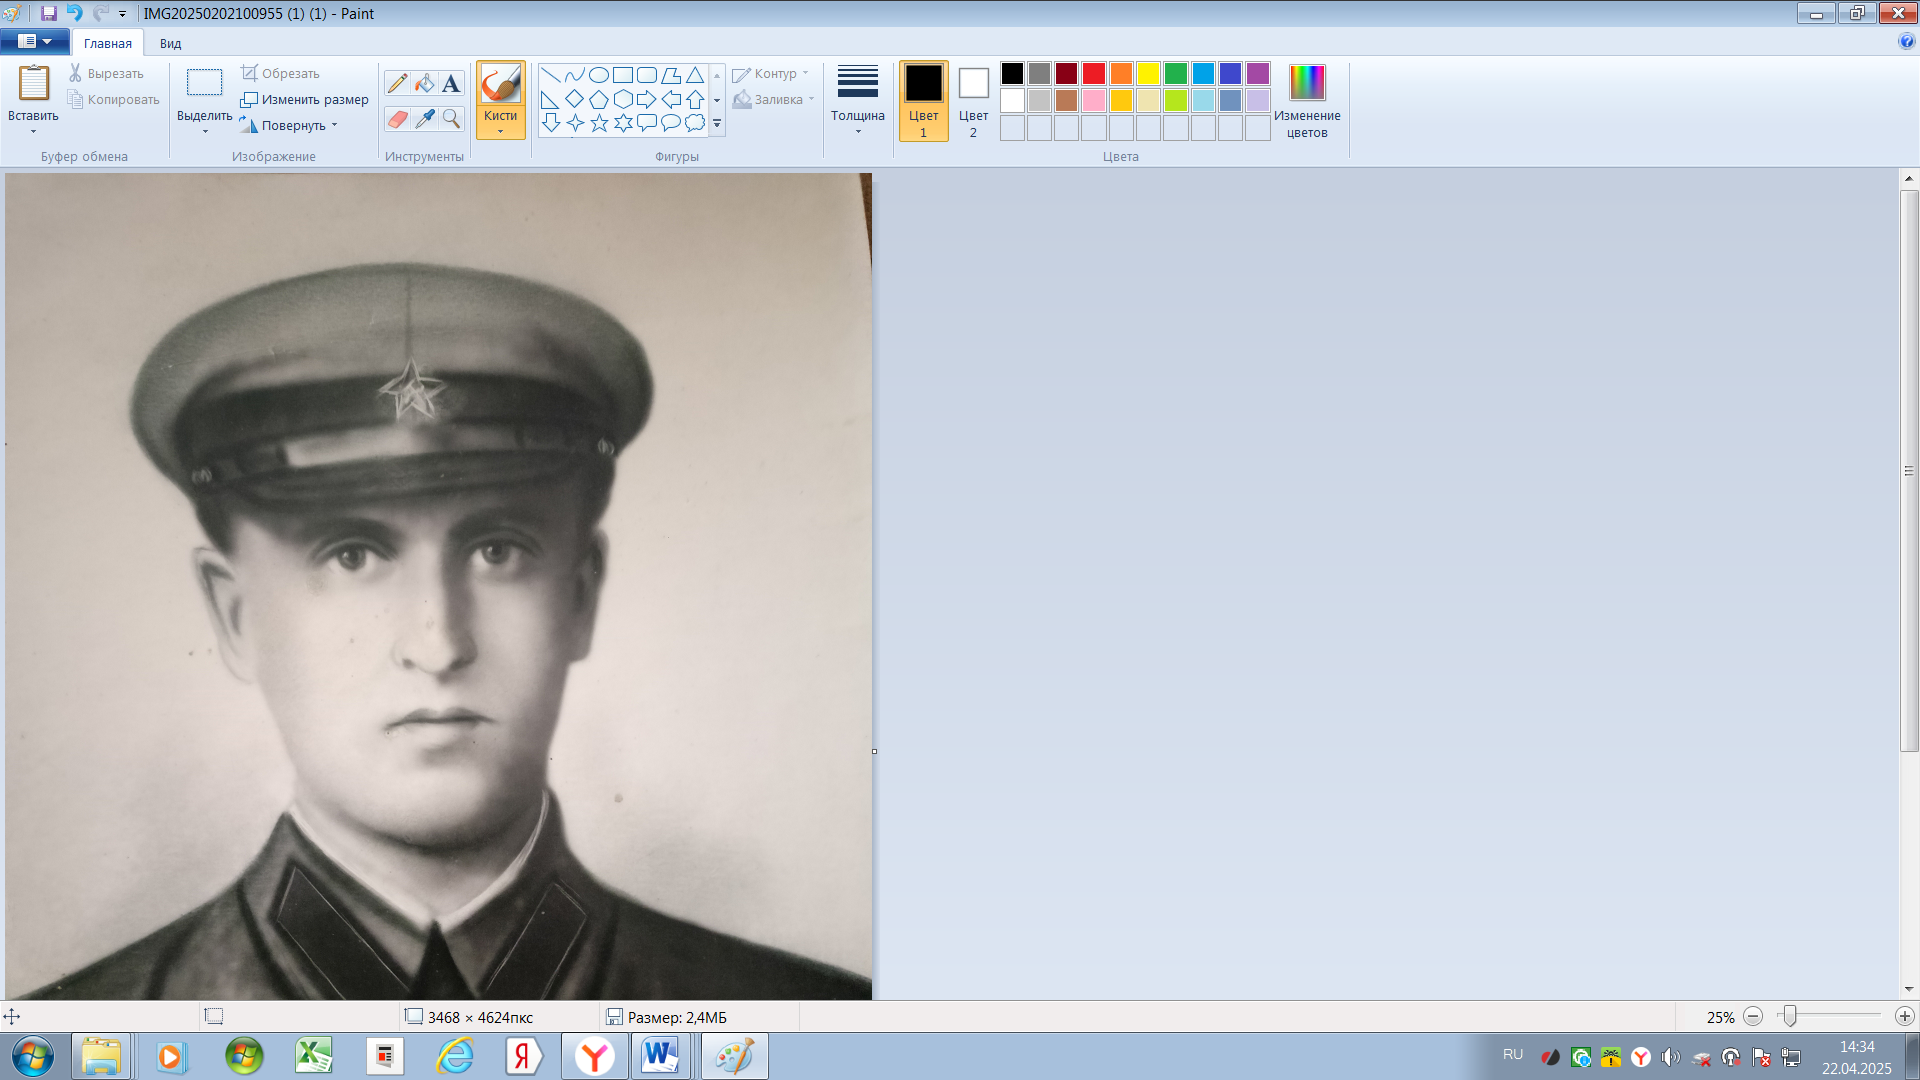 IMG20250202100955 (1) (1) - Paint
Главная
Вид
Вставить
Вырезать
Копировать
Буфер обмена
Выделить
Обрезать
Изменить размер
Повернуть
Изображение
A
Инструменты
Кисти
Фигуры
Контур
Заливка
Толщина
Цвет
1
Цвет
2
Изменение
цветов
Цвета
3468 × 4624пкс
Размер: 2,4МБ
25%
Я
Y
W
RU
Y
14:34
22.04.2025